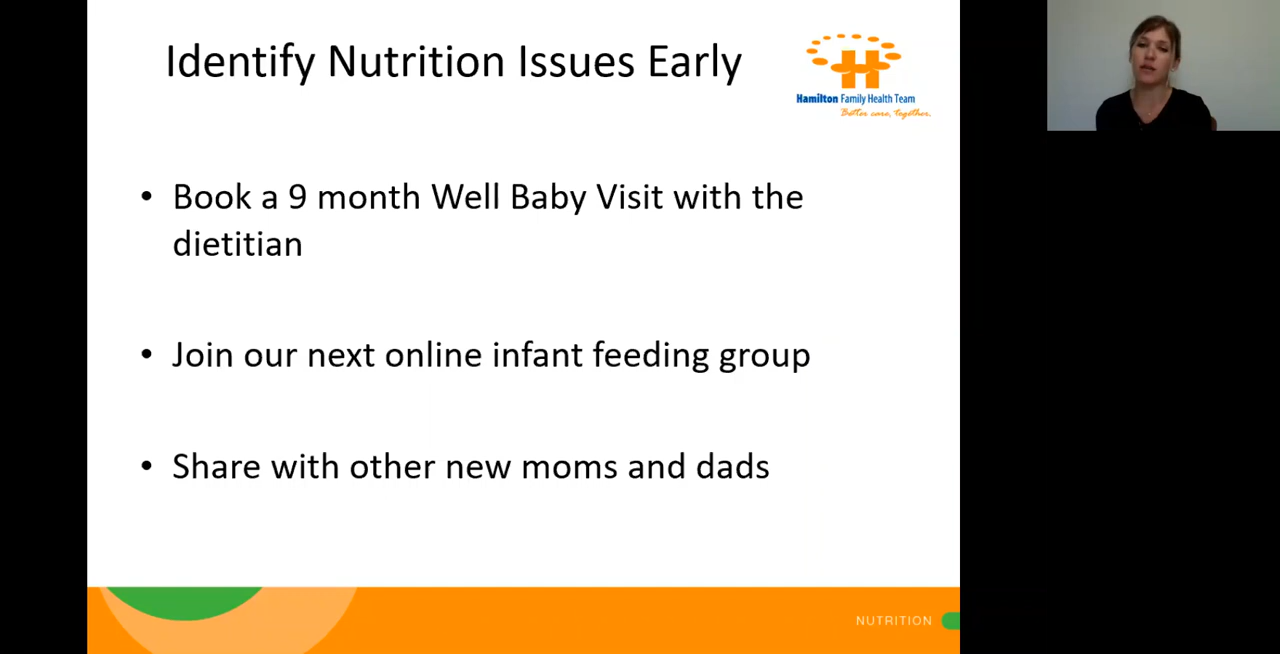 Identify Nutrition Issues Early
Hamilton Family Health Team
Better care, together.
• Book a 9 month Well Baby Visit with the
dietitian
• Join our next online infant feeding group
• Share with other new moms and dads
NUTRITION